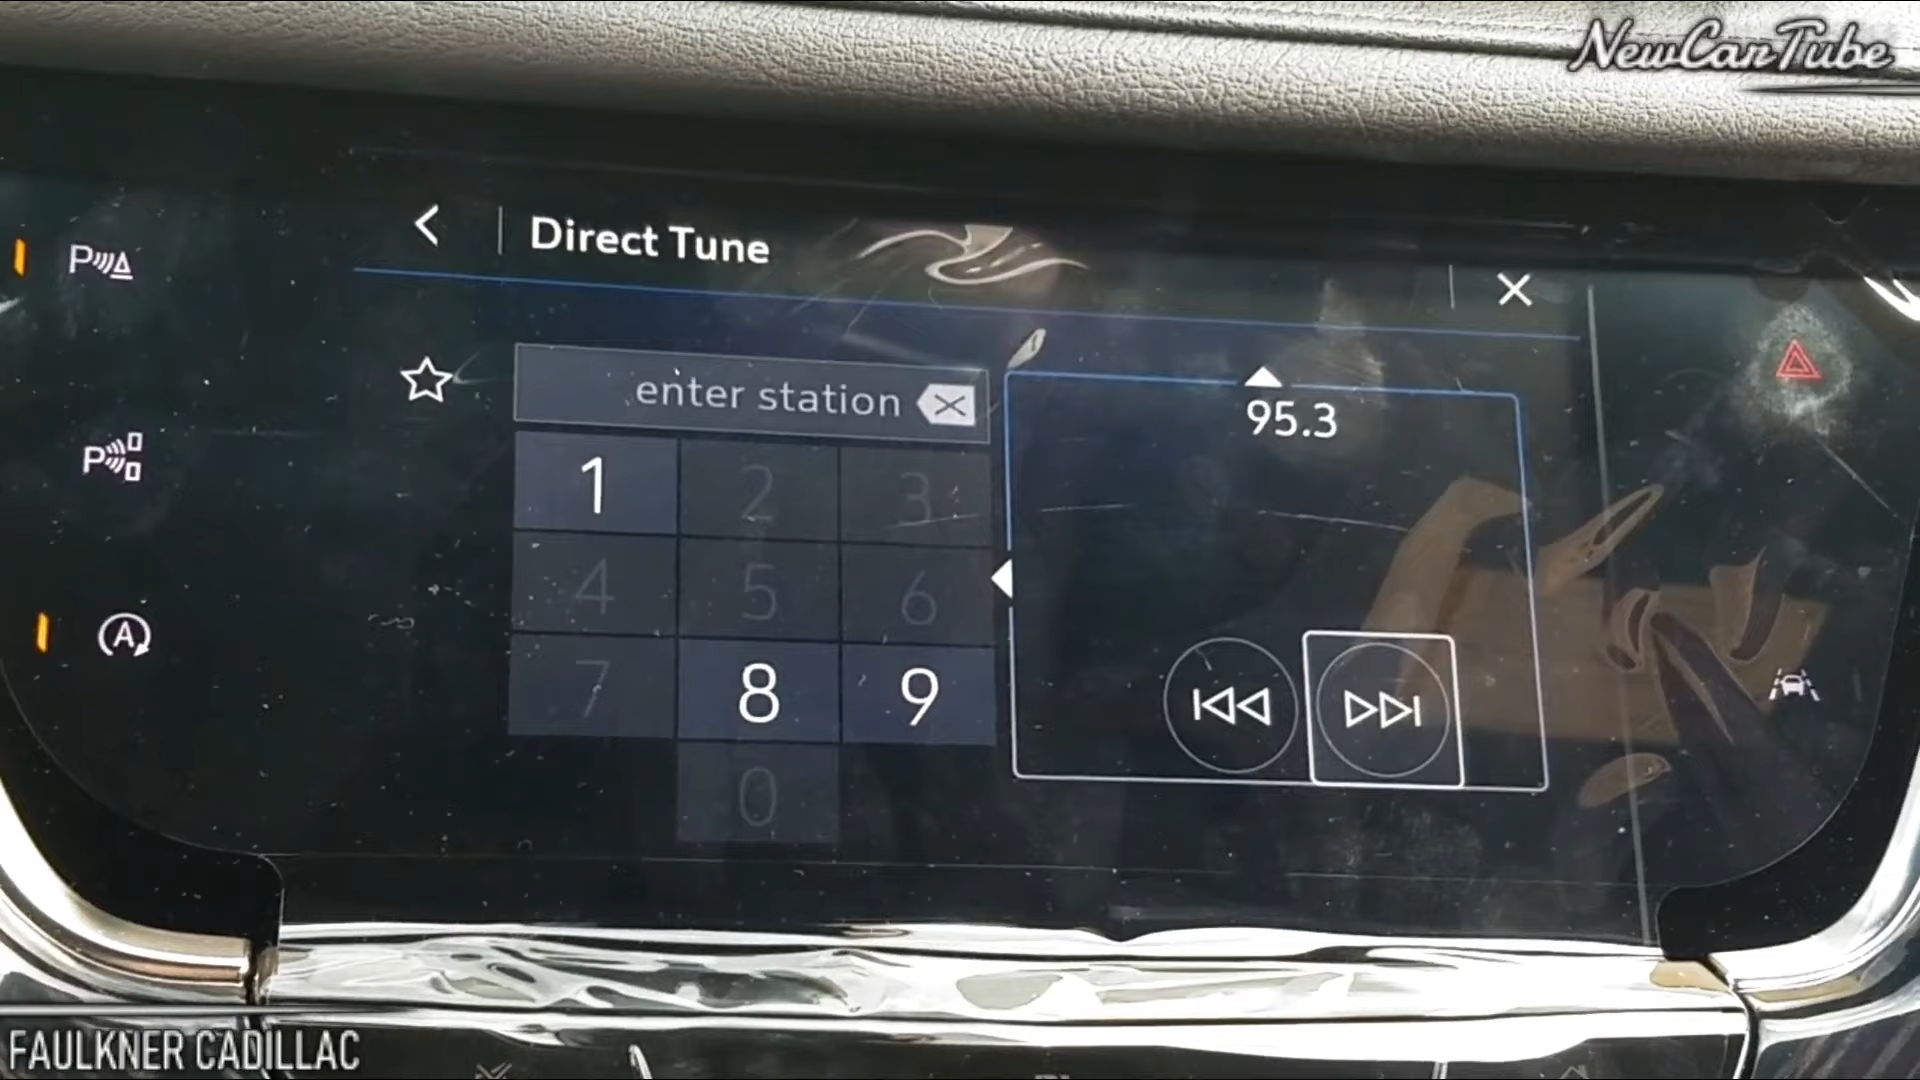 NewCarTube
Direct Tune
enter station
95.3
1 2 3
4 5 6
7 8 9
0
P
P
A
FAULKNER CADILLAC